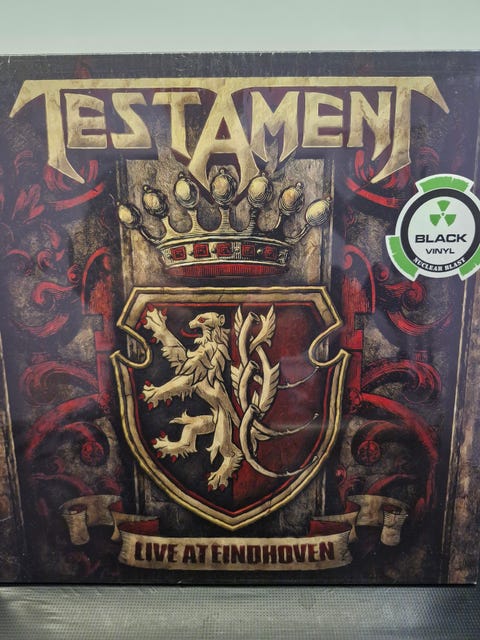 TESTAMENT
BLACK
VINYL
NUCLEAR BLAST
LIVE AT EINDHOVEN